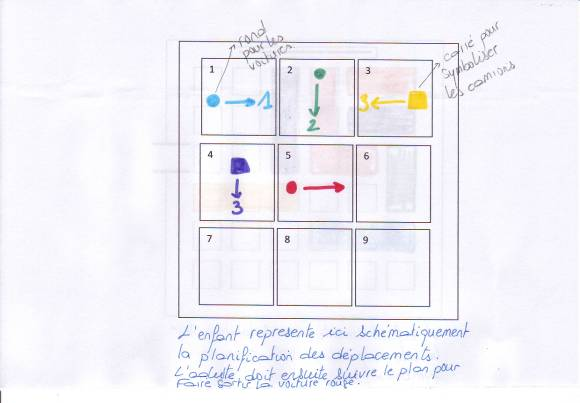 rond
pour les
voitures.
carré pour
symboliser
les camions
1
2
3
1
2
3
4
5
6
3
7
8
9
L'enfant represente ici schématiquement
la planification des déplacements.
L'adulte doit ensuite suivre le plan pour
Faire sortir la voiture rouge.